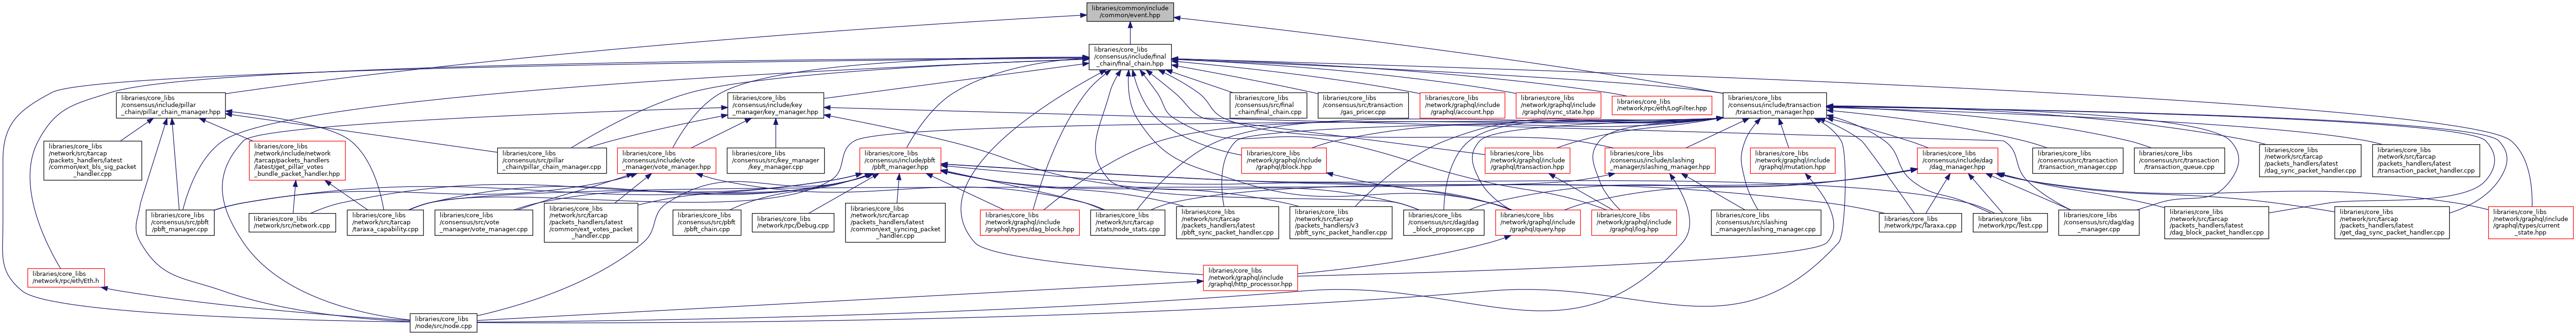 libraries/common/include
/common/event.hpp
libraries/core_libs
/consensus/include/final
_chain/final_chain.hpp
libraries/core_libs
/consensus/include/pillar
_chain/pillar_chain_manager.hpp
libraries/core_libs
/consensus/include/key
_manager/key_manager.hpp
libraries/core_libs
/consensus/src/final
_chain/final_chain.cpp
libraries/core_libs
/consensus/src/transaction
/gas_pricer.cpp
libraries/core_libs
/network/graphql/include
/graphql/account.hpp
libraries/core_libs
/network/graphql/include
/graphql/sync_state.hpp
libraries/core_libs
/network/rpc/eth/LogFilter.hpp
libraries/core_libs
/consensus/include/transaction
/transaction_manager.hpp
libraries/core_libs
/network/src/tarcap
/packets_handlers/latest
/common/ext_bls_sig_packet
_handler.cpp
libraries/core_libs
/network/include/network
/tarcap/packets_handlers
/latest/get_pillar_votes
_bundle_packet_handler.hpp
libraries/core_libs
/consensus/src/pillar
_chain/pillar_chain_manager.cpp
libraries/core_libs
/consensus/include/vote
_manager/vote_manager.hpp
libraries/core_libs
/consensus/src/key_manager
/key_manager.cpp
libraries/core_libs
/consensus/include/pbft
/pbft_manager.hpp
libraries/core_libs
/network/graphql/include
/graphql/block.hpp
libraries/core_libs
/network/graphql/include
/graphql/transaction.hpp
libraries/core_libs
/consensus/include/slashing
_manager/slashing_manager.hpp
libraries/core_libs
/network/graphql/include
/graphql/mutation.hpp
libraries/core_libs
/consensus/include/dag
/dag_manager.hpp
libraries/core_libs
/consensus/src/transaction
/transaction_manager.cpp
libraries/core_libs
/consensus/src/transaction
/transaction_queue.cpp
libraries/core_libs
/network/src/tarcap
/packets_handlers/latest
/dag_sync_packet_handler.cpp
libraries/core_libs
/network/src/tarcap
/packets_handlers/latest
/transaction_packet_handler.cpp
libraries/core_libs
/consensus/src/pbft
/pbft_manager.cpp
libraries/core_libs
/network/src/network.cpp
libraries/core_libs
/network/src/tarcap
/taraxa_capability.cpp
libraries/core_libs
/consensus/src/vote
_manager/vote_manager.cpp
libraries/core_libs
/network/src/tarcap
/packets_handlers/latest
/common/ext_votes_packet
_handler.cpp
libraries/core_libs
/consensus/src/pbft
/pbft_chain.cpp
libraries/core_libs
/network/rpc/Debug.cpp
libraries/core_libs
/network/src/tarcap
/packets_handlers/latest
/common/ext_syncing_packet
_handler.cpp
libraries/core_libs
/network/graphql/include
/graphql/types/dag_block.hpp
libraries/core_libs
/network/src/tarcap
/stats/node_stats.cpp
libraries/core_libs
/network/src/tarcap
/packets_handlers/latest
/pbft_sync_packet_handler.cpp
libraries/core_libs
/network/src/tarcap
/packets_handlers/v3
/pbft_sync_packet_handler.cpp
libraries/core_libs
/consensus/src/dag/dag
_block_proposer.cpp
libraries/core_libs
/network/graphql/include
/graphql/query.hpp
libraries/core_libs
/network/graphql/include
/graphql/log.hpp
libraries/core_libs
/consensus/src/slashing
_manager/slashing_manager.cpp
libraries/core_libs
/network/rpc/Taraxa.cpp
libraries/core_libs
/network/rpc/Test.cpp
libraries/core_libs
/consensus/src/dag/dag
_manager.cpp
libraries/core_libs
/network/src/tarcap
/packets_handlers/latest
/dag_block_packet_handler.cpp
libraries/core_libs
/network/src/tarcap
/packets_handlers/latest
/get_dag_sync_packet_handler.cpp
libraries/core_libs
/network/graphql/include
/graphql/types/current
_state.hpp
libraries/core_libs
/network/rpc/eth/Eth.h
libraries/core_libs
/network/graphql/include
/graphql/http_processor.hpp
libraries/core_libs
/node/src/node.cpp